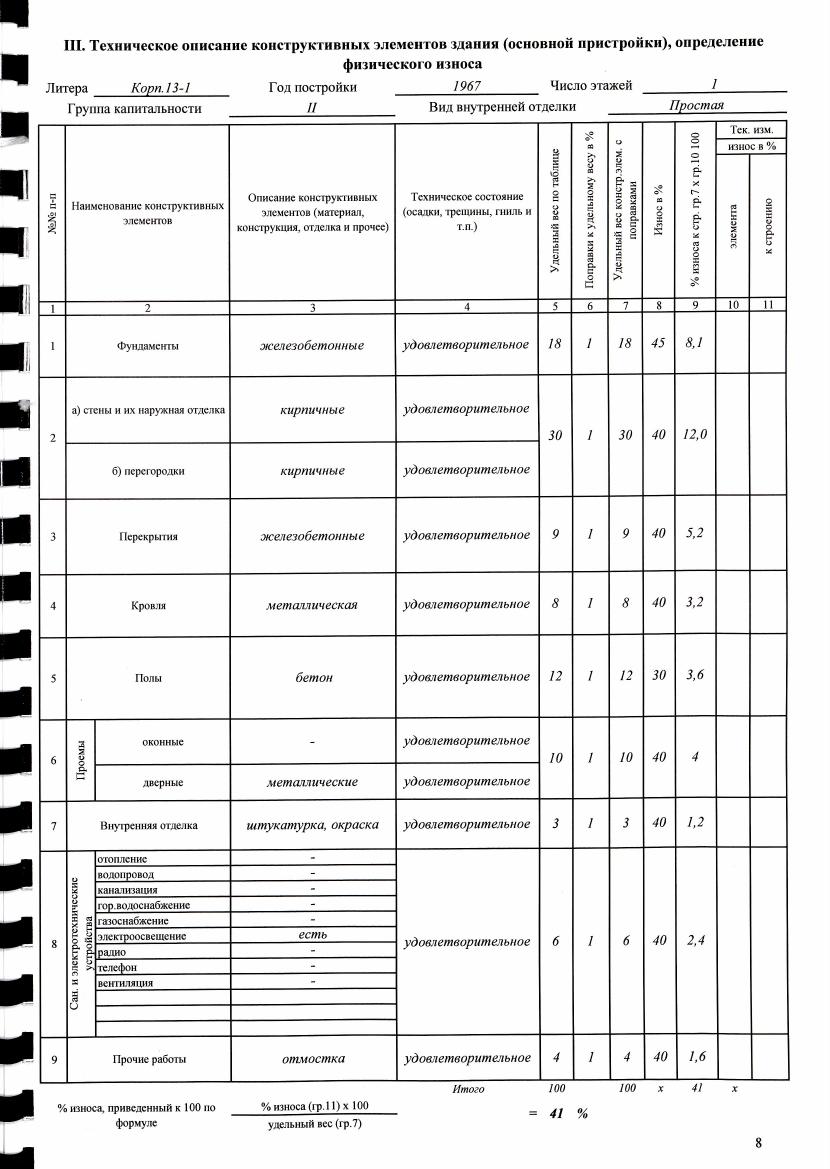 III. Техническое описание конструктивных элементов здания (основной пристройки), определение
физического износа
Литера Корп.13-1 Год постройки 1967 Число этажей 1
Группа капитальности II Вид внутренней отделки Простая
№№ п-п
Наименование конструктивных
элементов
Описание конструктивных
элементов (материал,
конструкция, отделка и прочее)
Техническое состояние
(осадки, трещины, гниль и
т.п.)
Удельный вес по таблице
Поправки к удельному весу в %
Удельный вес констр.элем. с
поправками
Износ в %
% износа к стр. гр.7 х гр.10 100
Тек. изм.
износ в %
элемента
к строению
1 2 3 4 5 6 7 8 9 10 11
1 Фундаменты железобетонные удовлетворительное 18 1 18 45 8,1
2
а) стены и их наружная отделка кирпичные удовлетворительное
30 1 30 40 12,0
б) перегородки кирпичные удовлетворительное
3 Перекрытия железобетонные удовлетворительное 9 1 9 40 5,2
4 Кровля металлическая удовлетворительное 8 1 8 40 3,2
5 Полы бетон удовлетворительное 12 1 12 30 3,6
6 Проемы
оконные - удовлетворительное
10 1 10 40 4
дверные металлические удовлетворительное
7 Внутренняя отделка штукатурка, окраска удовлетворительное 3 1 3 40 1,2
8 Сан. и электротехнические
устройства
отопление -
водопровод -
канализация -
гор.водоснабжение -
газоснабжение -
электроосвещение есть
удовлетворительное 6 1 6 40 2,4
радио -
телефон -
вентиляция -
9 Прочие работы отмостка удовлетворительное 4 1 4 40 1,6
Итого 100 100 х 41 х
% износа, приведенный к 100 по
формуле
% износа (гр.11) х 100
удельный вес (гр.7)
= 41 %
8